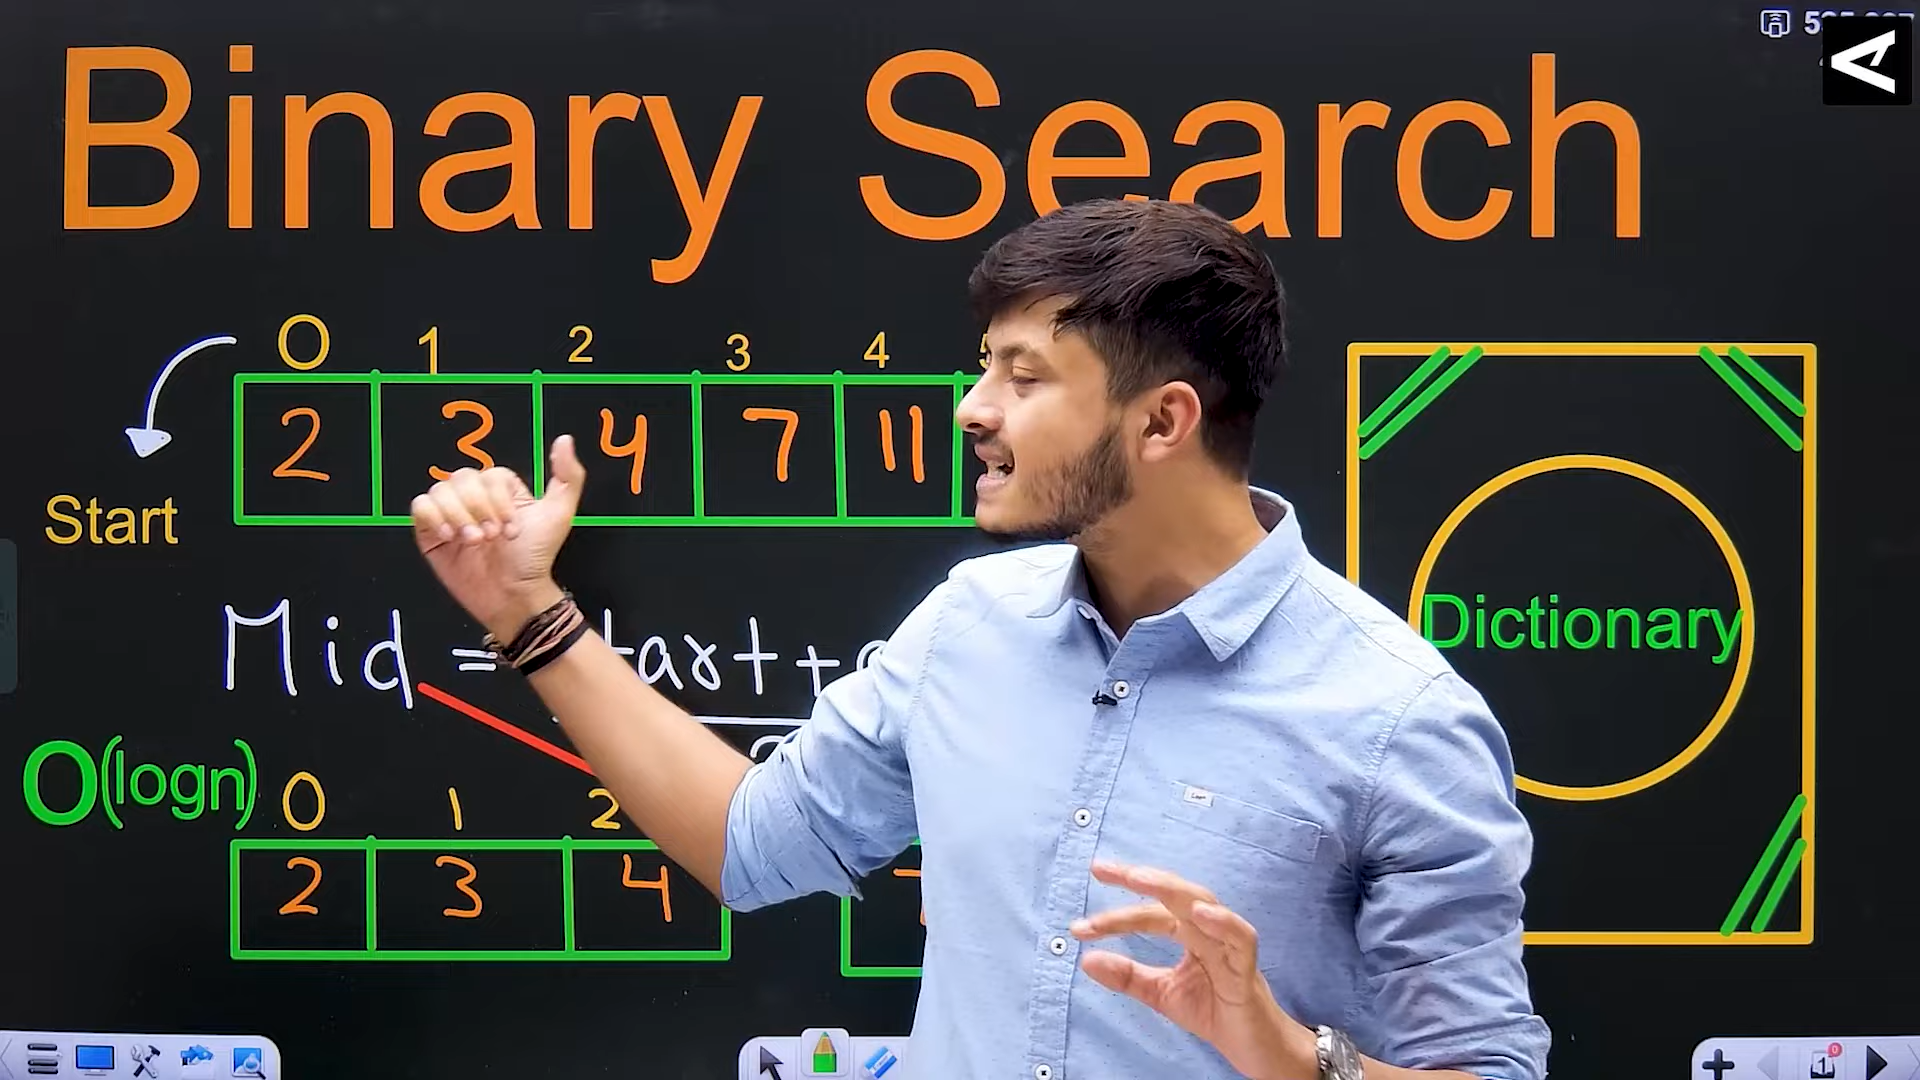 Binary Search
0 1 2 3 4
2 3 4 7 11
Start
Mid =
Dictionary
O(logn)
0 1 2
2 3 4